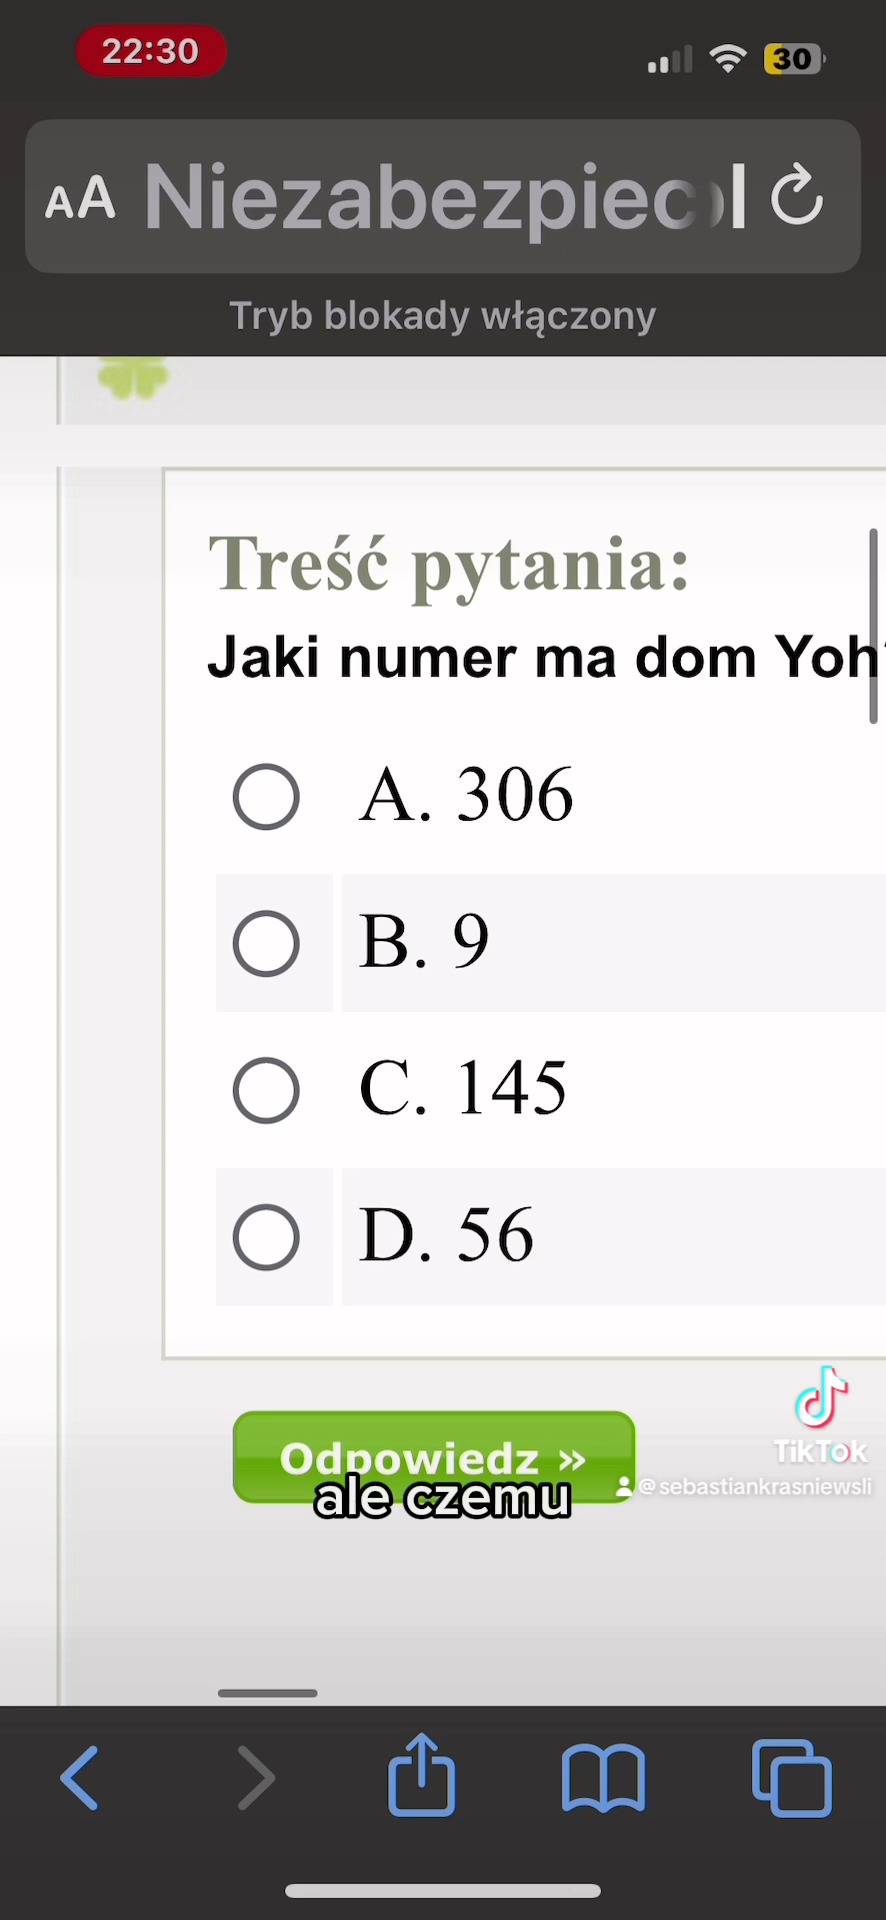 22:30
30
AA Niezabezpiec l
Tryb blokady włączony
Treść pytania:
Jaki numer ma dom Yoh
A. 306
B. 9
C. 145
D. 56
Odpowiedz »
ale czemu
TikTok
@sebastiankrasniewsli